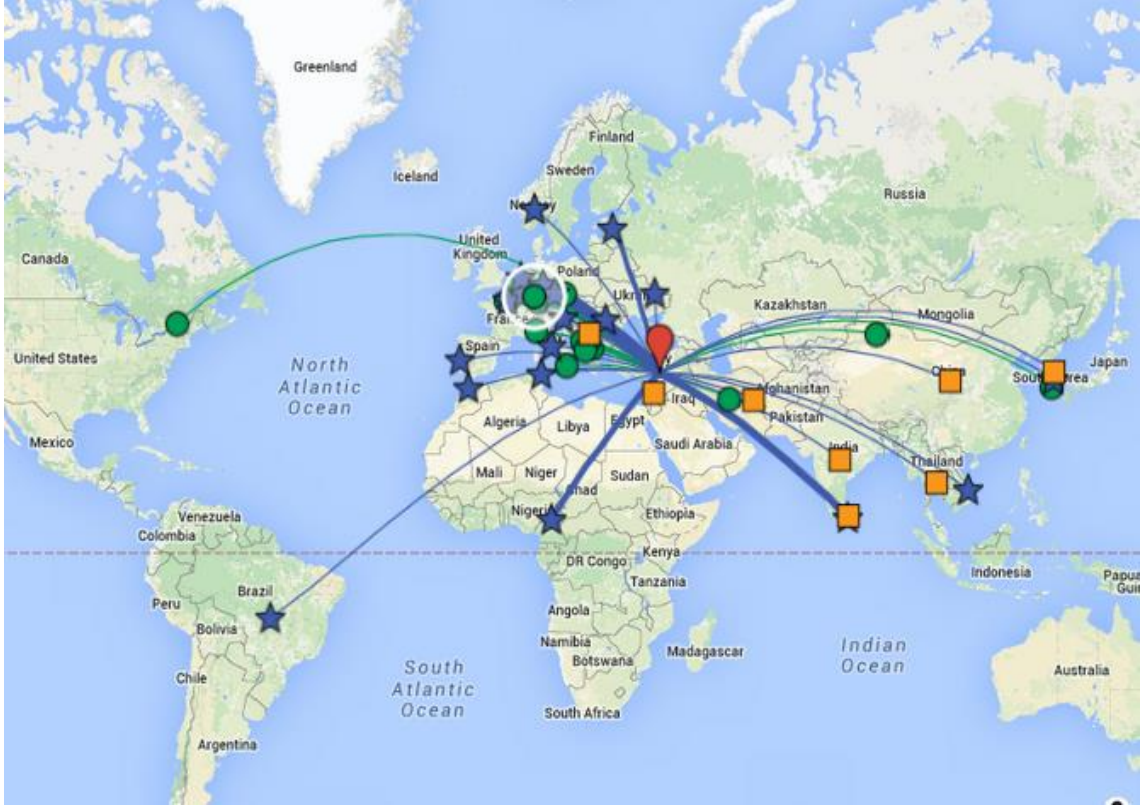 Greenland
Finland
Iceland
Sweden
Russia
Norway
United
Kingdom
Canada
Poland
Kazakhstan
Mongolia
France
Spain
United States
North
Atlantic
Ocean
Japan
Afghanistan
Iraq
Pakistan
Algeria
Libya
Egypt
Saudi Arabia
India
Mexico
Thailand
Mali
Niger
Sudan
Chad
Nigeria
Ethiopia
Venezuela
Colombia
Kenya
DR Congo
Indonesia
Papua
Tanzania
Brazil
Peru
Angola
Bolivia
Namibia
Madagascar
Indian
Ocean
Botswana
South
Atlantic
Ocean
Australia
Chile
South Africa
Argentina